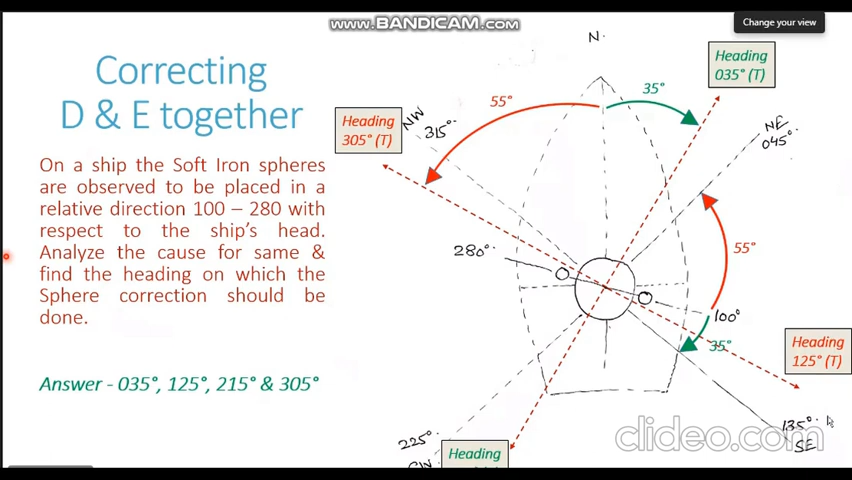 WWW.BANDICAM.COM
Change your view
Correcting
D & E together
On a ship the Soft Iron spheres
are observed to be placed in a
relative direction 100 – 280 with
respect to the ship's head.
Analyze the cause for same &
find the heading on which the
Sphere correction should be
done.
Answer - 035°, 125°, 215° & 305°
N.
Heading
035° (T)
35°
55°
Heading
305° (T)
NW
315°
NE
045°
55°
280°
100°
35°
Heading
125° (T)
135°
SE
225°
Heading
clideo.com